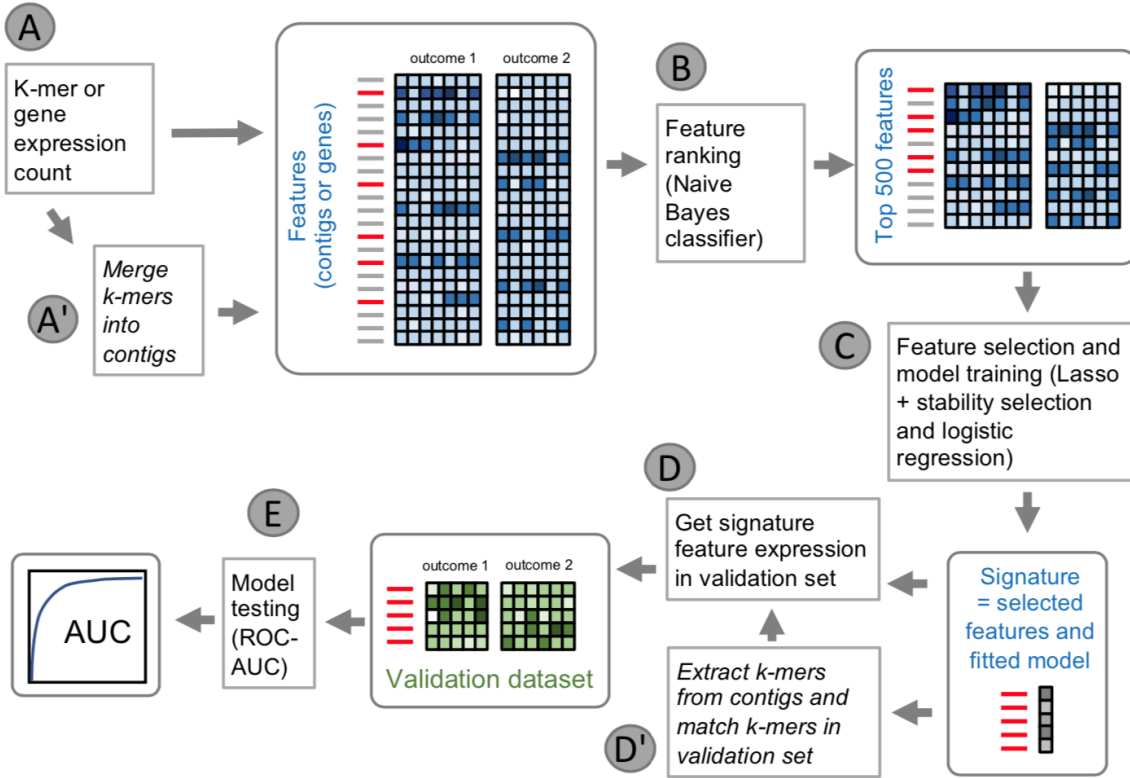 A
K-mer or
gene
expression
count
A'
Merge
k-mers
into
contigs
Features
(contigs or genes)
outcome 1
outcome 2
B
Feature
ranking
(Naive
Bayes
classifier)
Top 500 features
C
Feature selection and
model training (Lasso
+ stability selection
and logistic
regression)
Signature
= selected
features and
fitted model
D
Get signature
feature expression
in validation set
D'
Extract k-mers
from contigs and
match k-mers in
validation set
outcome 1
outcome 2
Validation dataset
E
Model
testing
(ROC-
AUC)
AUC